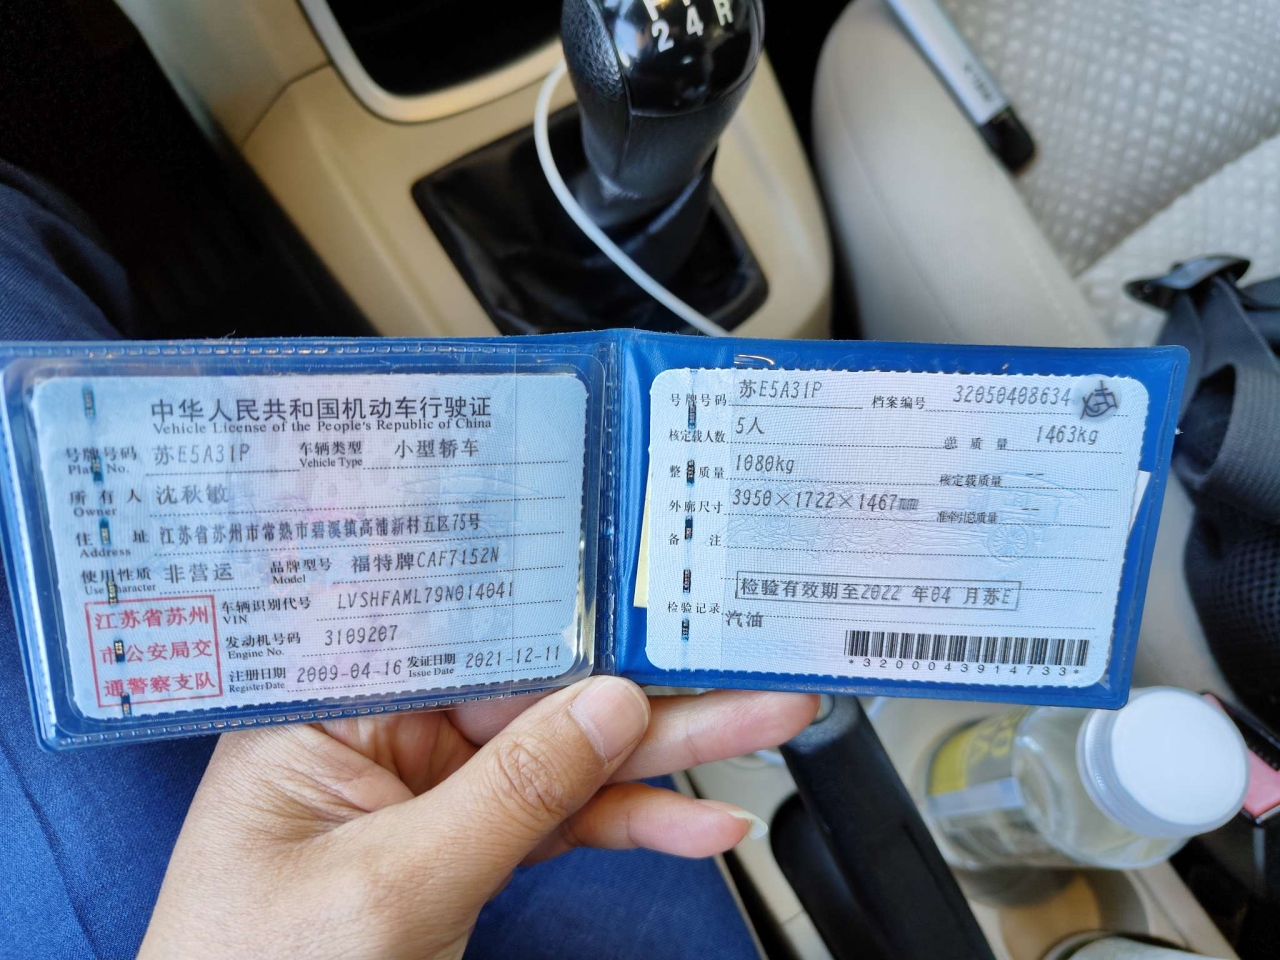 R
2 4
中华人民共和国机动车行驶证
Vehicle License of the People's Republic of China
号牌号码 苏E5A31P 车辆类型 小型轿车
Plate No. Vehicle Type
所有人 沈秋敏
Owner
住址 江苏省苏州市常熟市碧溪镇高浦新村五区75号
Address
使用性质 非营运 品牌型号 福特牌CAF7152N
Use Character Model
江苏省苏州
市公安局交
通警察支队
车辆识别代号 LVSHFAML79N014041
VIN
发动机号码 3109207
Engine No.
注册日期 2009-04-16 发证日期 2021-12-11
Register Date Issue Date
号牌号码 苏E5A31P 档案编号 32050408634
核定载人数 5人 总质量 1463kg
整备质量 1080kg 核定载质量 --
外廓尺寸 3950×1722×1467mm 准牵引总质量 --
备注
检验有效期至2022年04月苏E
检验记录
汽油
*3200043914733*